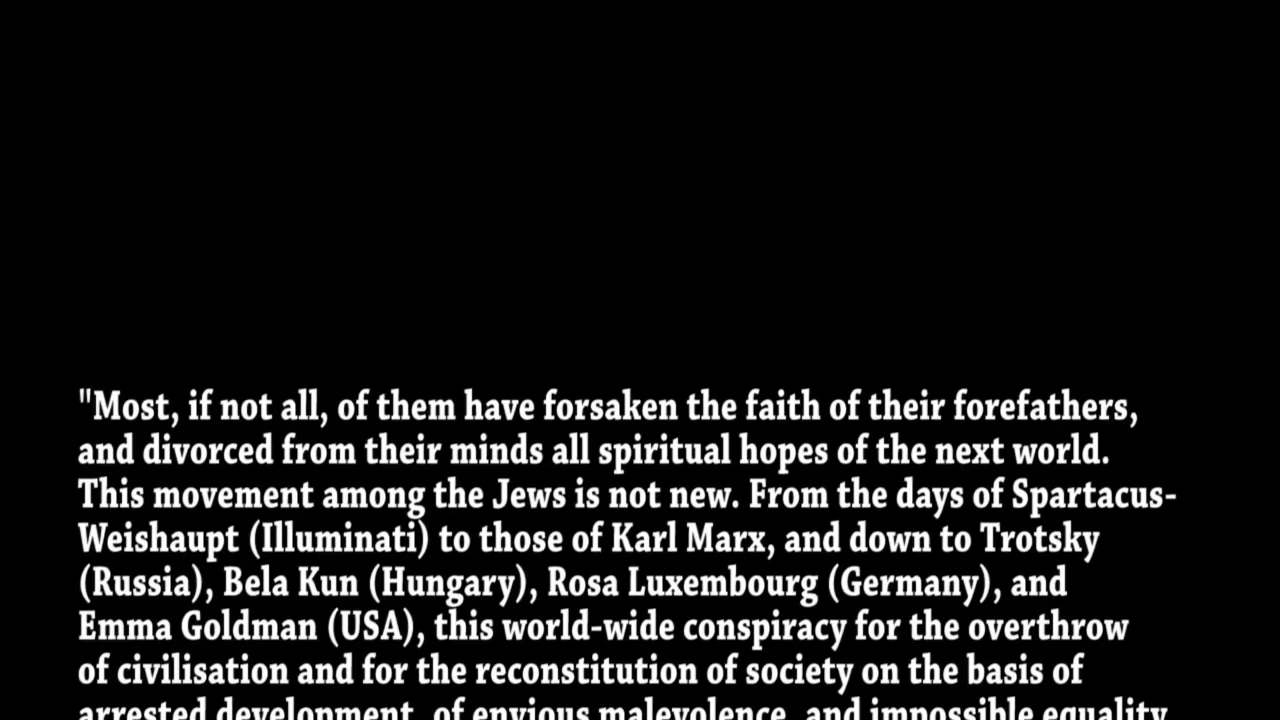 "Most, if not all, of them have forsaken the faith of their forefathers,
and divorced from their minds all spiritual hopes of the next world.
This movement among the Jews is not new. From the days of Spartacus-
Weishaupt (Illuminati) to those of Karl Marx, and down to Trotsky
(Russia), Bela Kun (Hungary), Rosa Luxembourg (Germany), and
Emma Goldman (USA), this world-wide conspiracy for the overthrow
of civilisation and for the reconstitution of society on the basis of
arrested development, of envious malevolence, and impossible equality